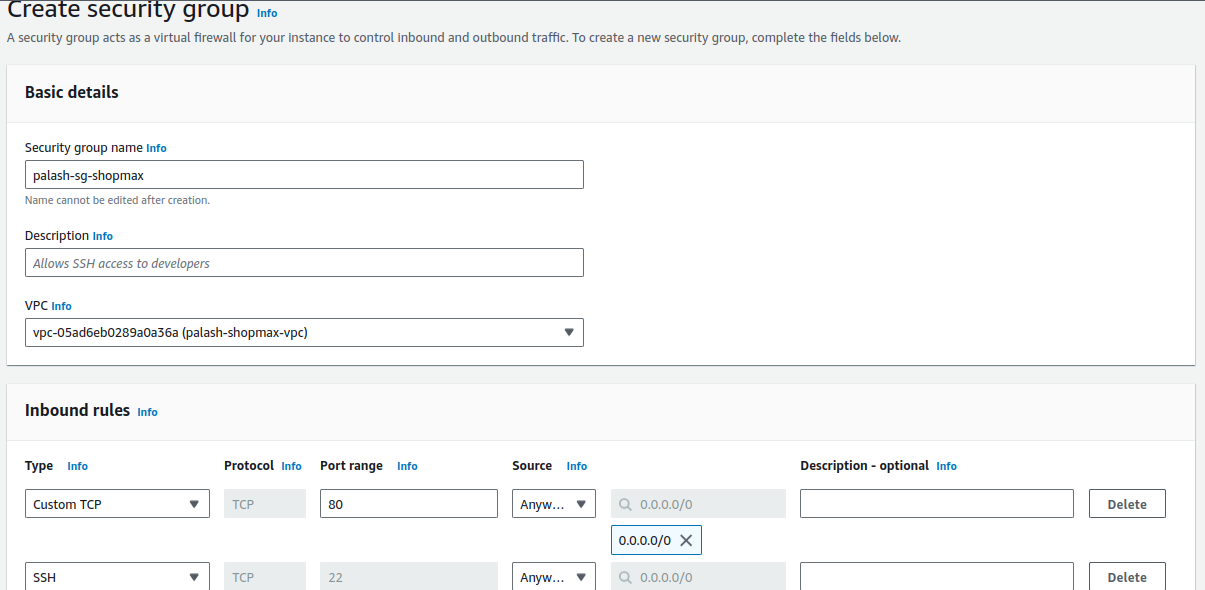 Create security group Info
A security group acts as a virtual firewall for your instance to control inbound and outbound traffic. To create a new security group, complete the fields below.
Basic details
Security group name Info
palash-sg-shopmax
Name cannot be edited after creation.
Description Info
Allows SSH access to developers
VPC Info
vpc-05ad6eb0289a0a36a (palash-shopmax-vpc)
Inbound rules Info
Type Info Protocol Info Port range Info Source Info Description - optional Info
Custom TCP TCP 80 Anyw... 0.0.0.0/0 Delete
0.0.0.0/0
SSH TCP 22 Anyw... 0.0.0.0/0 Delete